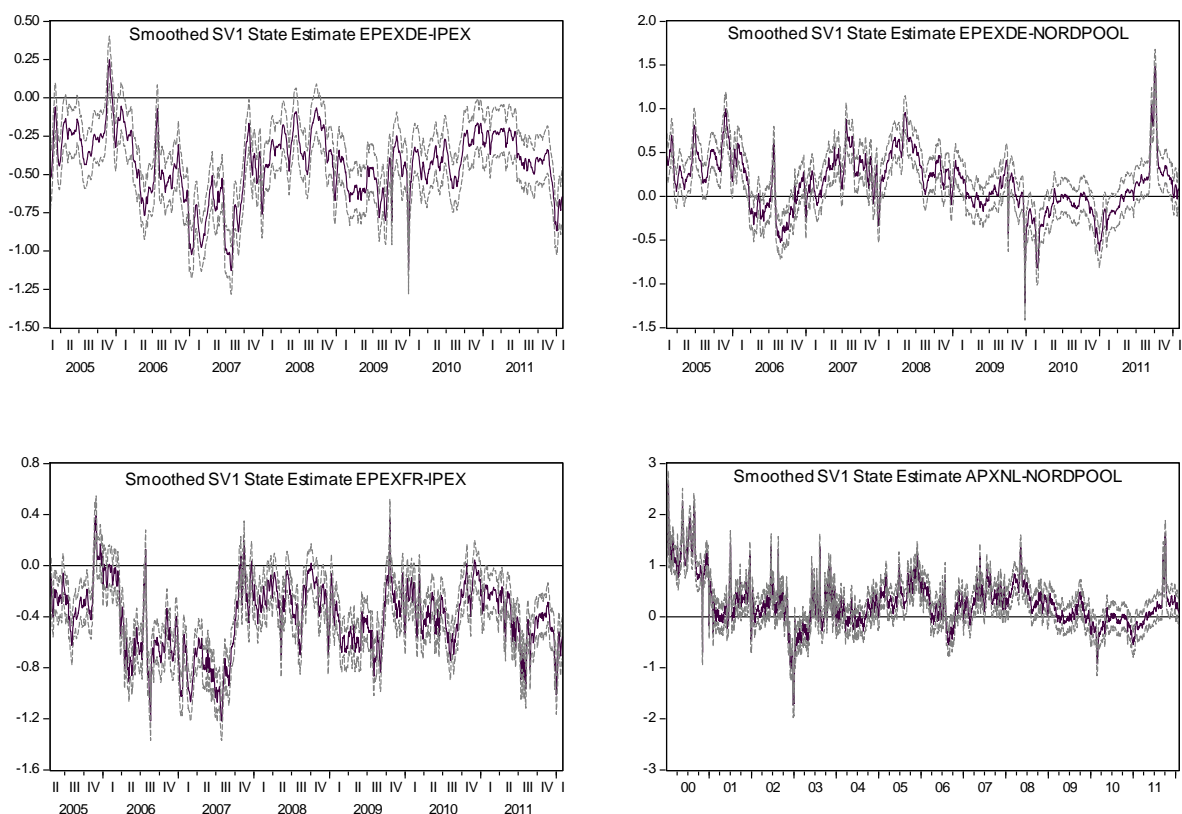 Smoothed SV1 State Estimate EPEXDE-IPEX
0.50
0.25
0.00
-0.25
-0.50
-0.75
-1.00
-1.25
-1.50
I II III IV I II III IV I II III IV I II III IV I II III IV I II III IV I II III IV I
2005 2006 2007 2008 2009 2010 2011
Smoothed SV1 State Estimate EPEXDE-NORDPOOL
2.0
1.5
1.0
0.5
0.0
-0.5
-1.0
-1.5
I II III IV I II III IV I II III IV I II III IV I II III IV I II III IV I II III IV I
2005 2006 2007 2008 2009 2010 2011
Smoothed SV1 State Estimate EPEXFR-IPEX
0.8
0.4
0.0
-0.4
-0.8
-1.2
-1.6
II III IV I II III IV I II III IV I II III IV I II III IV I II III IV I II III IV I
2005 2006 2007 2008 2009 2010 2011
Smoothed SV1 State Estimate APXNL-NORDPOOL
3
2
1
0
-1
-2
-3
00 01 02 03 04 05 06 07 08 09 10 11